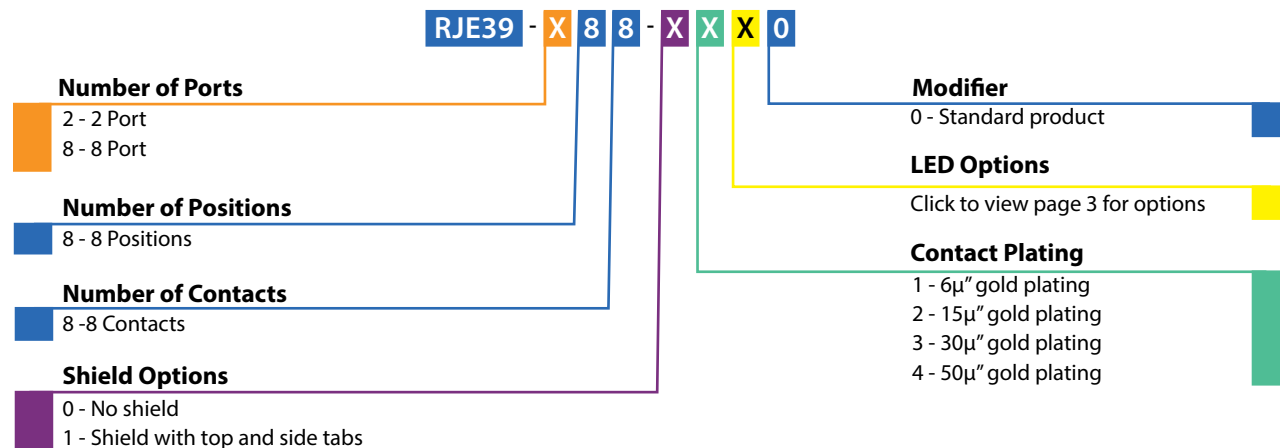 RJE39 - X 8 8 - X X X 0
Number of Ports
2 - 2 Port
8 - 8 Port
Number of Positions
8 - 8 Positions
Number of Contacts
8 -8 Contacts
Shield Options
0 - No shield
1 - Shield with top and side tabs
Modifier
0 - Standard product
LED Options
Click to view page 3 for options
Contact Plating
1 - 6µ” gold plating
2 - 15µ” gold plating
3 - 30µ” gold plating
4 - 50µ” gold plating